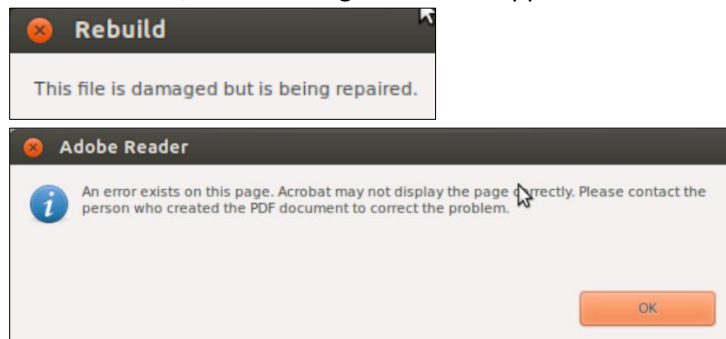 Rebuild
This file is damaged but is being repaired.
Adobe Reader
An error exists on this page. Acrobat may not display the page correctly. Please contact the
person who created the PDF document to correct the problem.
OK